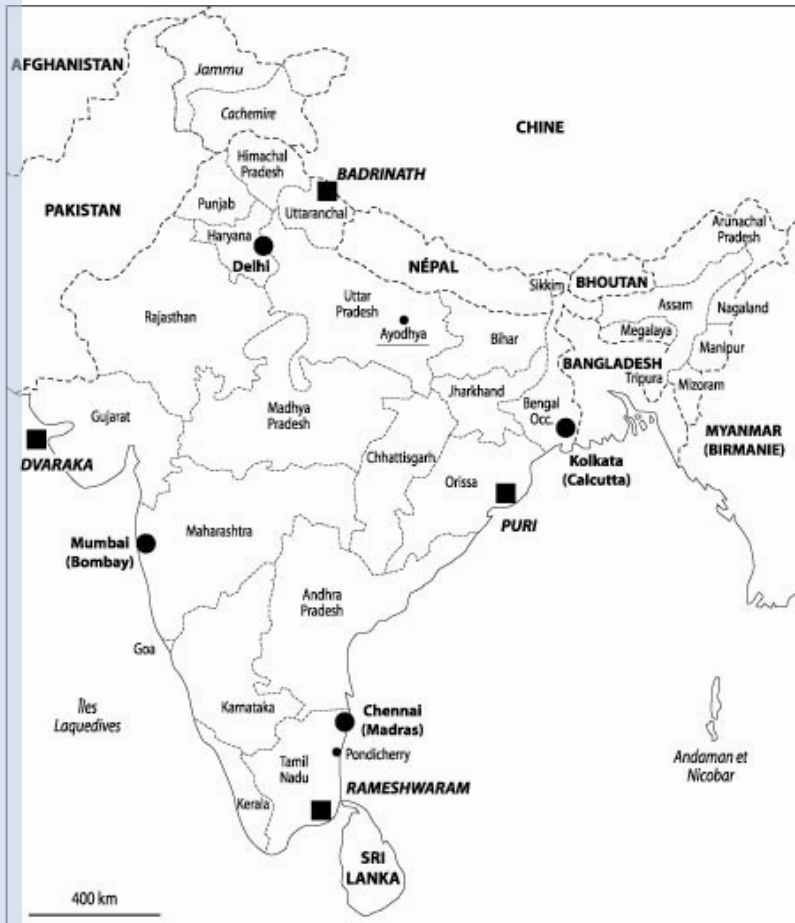 AFGHANISTAN
Jammu
Cachemire
CHINE
Himachal
Pradesh
BADRINATH
PAKISTAN
Punjab
Uttaranchal
Haryana
Delhi
NÉPAL
Arunachal
Pradesh
Sikkim
BHOUTAN
Rajasthan
Uttar
Pradesh
Ayodhya
Assam
Nagaland
Bihar
Megalaya
Manipur
BANGLADESH
Tripura
Mizoram
Jharkhand
Gujarat
Madhya
Pradesh
Bengal
Occ.
MYANMAR
(BIRMANIE)
DVARAKA
Chhattisgarh
Kolkata
(Calcutta)
Orissa
PURI
Maharashtra
Mumbai
(Bombay)
Andhra
Pradesh
Goa
Îles
Laquedives
Karnataka
Chennai
(Madras)
Pondicherry
Tamil
Nadu
Andaman et
Nicobar
RAMESHWARAM
Kerala
SRI
LANKA
400 km